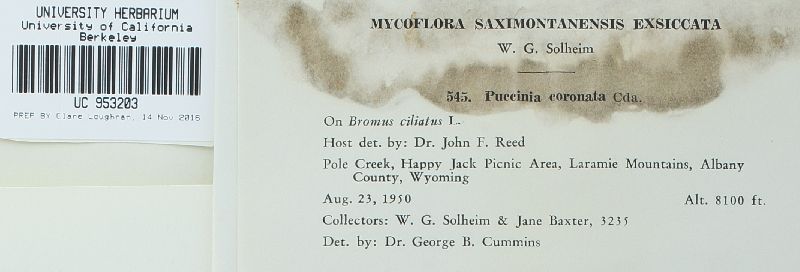 UNIVERSITY HERBARIUM
University of California
Berkeley
UC 953203
PREP BY Elane Loughran, 14 Nov 2016
MYCOFLORA SAXIMONTANENSIS EXSICCATA
W. G. Solheim
545. Puccinia coronata Cda.
On Bromus ciliatus L.
Host det. by: Dr. John F. Reed
Pole Creek, Happy Jack Picnic Area, Laramie Mountains, Albany
County, Wyoming
Aug. 23, 1950 Alt. 8100 ft.
Collectors: W. G. Solheim & Jane Baxter, 3235
Det. by: Dr. George B. Cummins